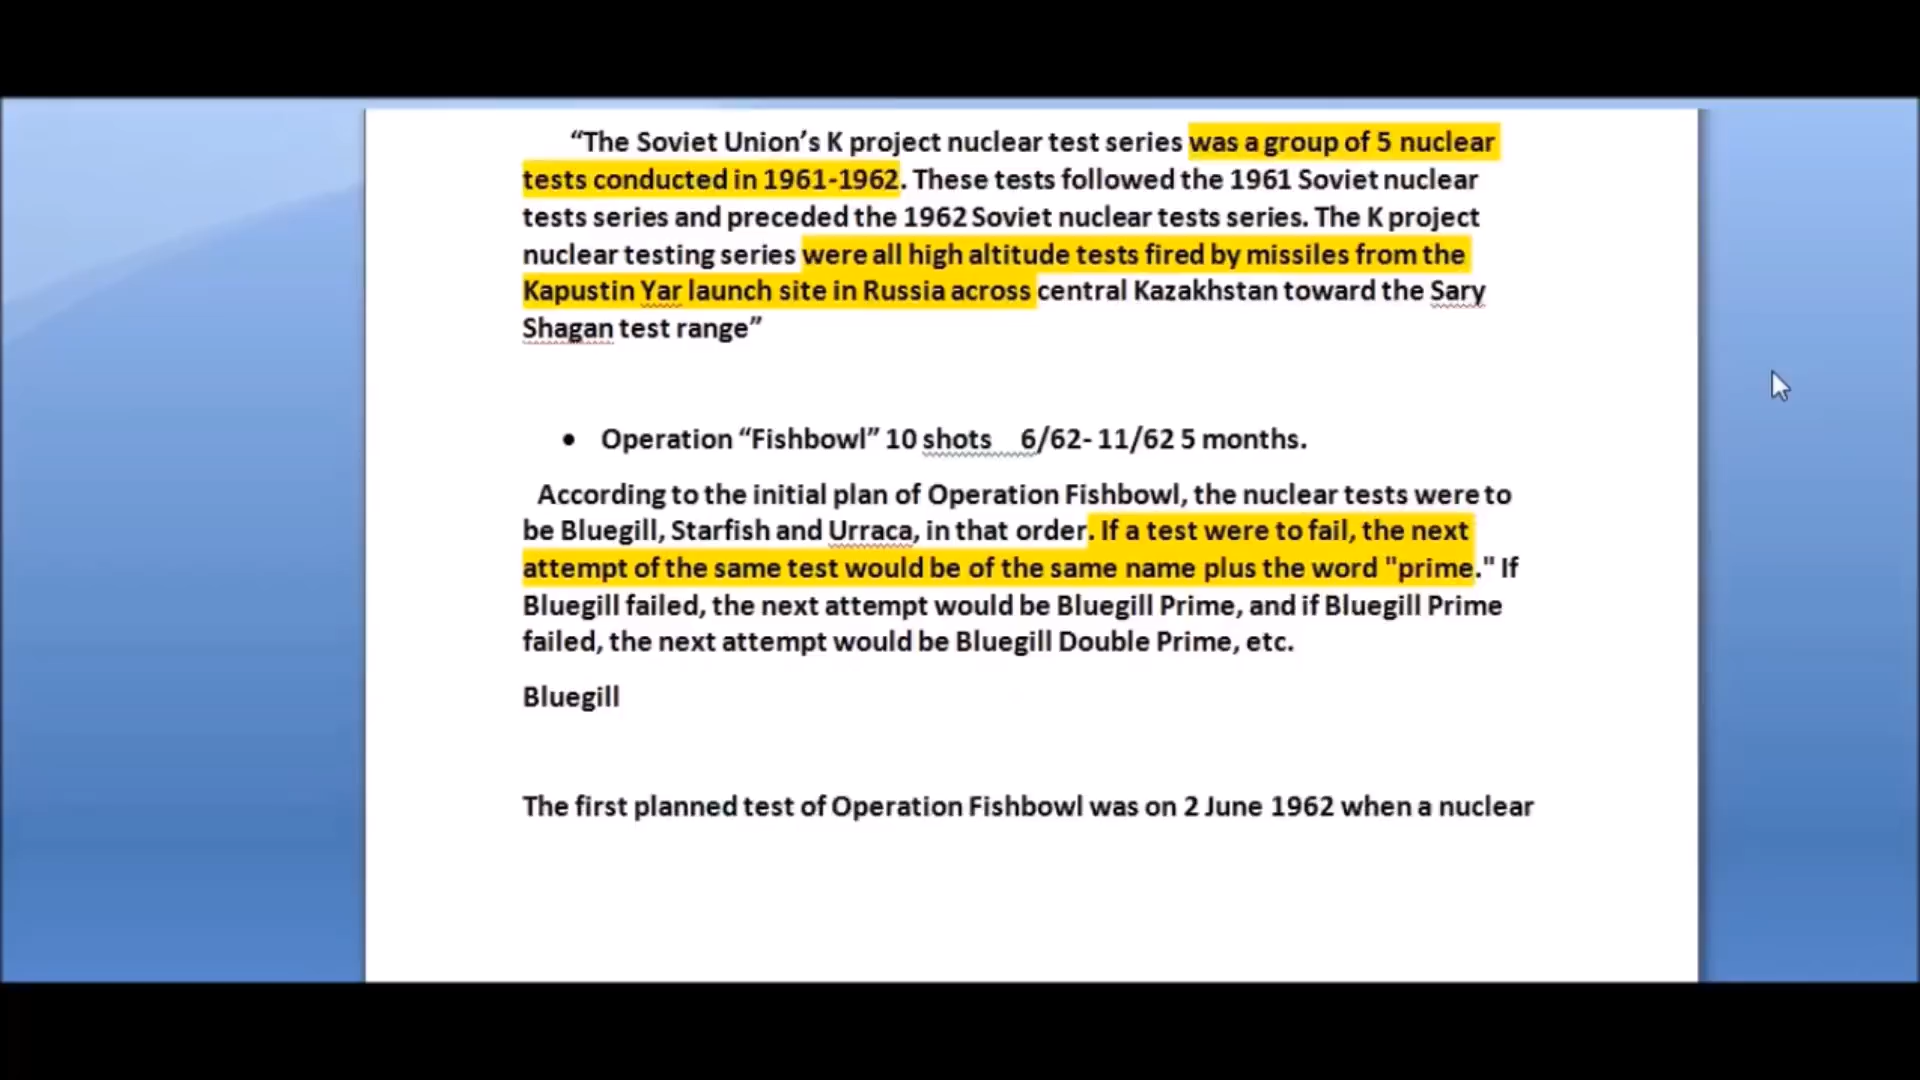 “The Soviet Union’s K project nuclear test series was a group of 5 nuclear
tests conducted in 1961-1962. These tests followed the 1961 Soviet nuclear
tests series and preceded the 1962 Soviet nuclear tests series. The K project
nuclear testing series were all high altitude tests fired by missiles from the
Kapustin Yar launch site in Russia across central Kazakhstan toward the Sary
Shagan test range”
• Operation “Fishbowl” 10 shots 6/62- 11/62 5 months.
According to the initial plan of Operation Fishbowl, the nuclear tests were to
be Bluegill, Starfish and Urraca, in that order. If a test were to fail, the next
attempt of the same test would be of the same name plus the word "prime." If
Bluegill failed, the next attempt would be Bluegill Prime, and if Bluegill Prime
failed, the next attempt would be Bluegill Double Prime, etc.
Bluegill
The first planned test of Operation Fishbowl was on 2 June 1962 when a nuclear